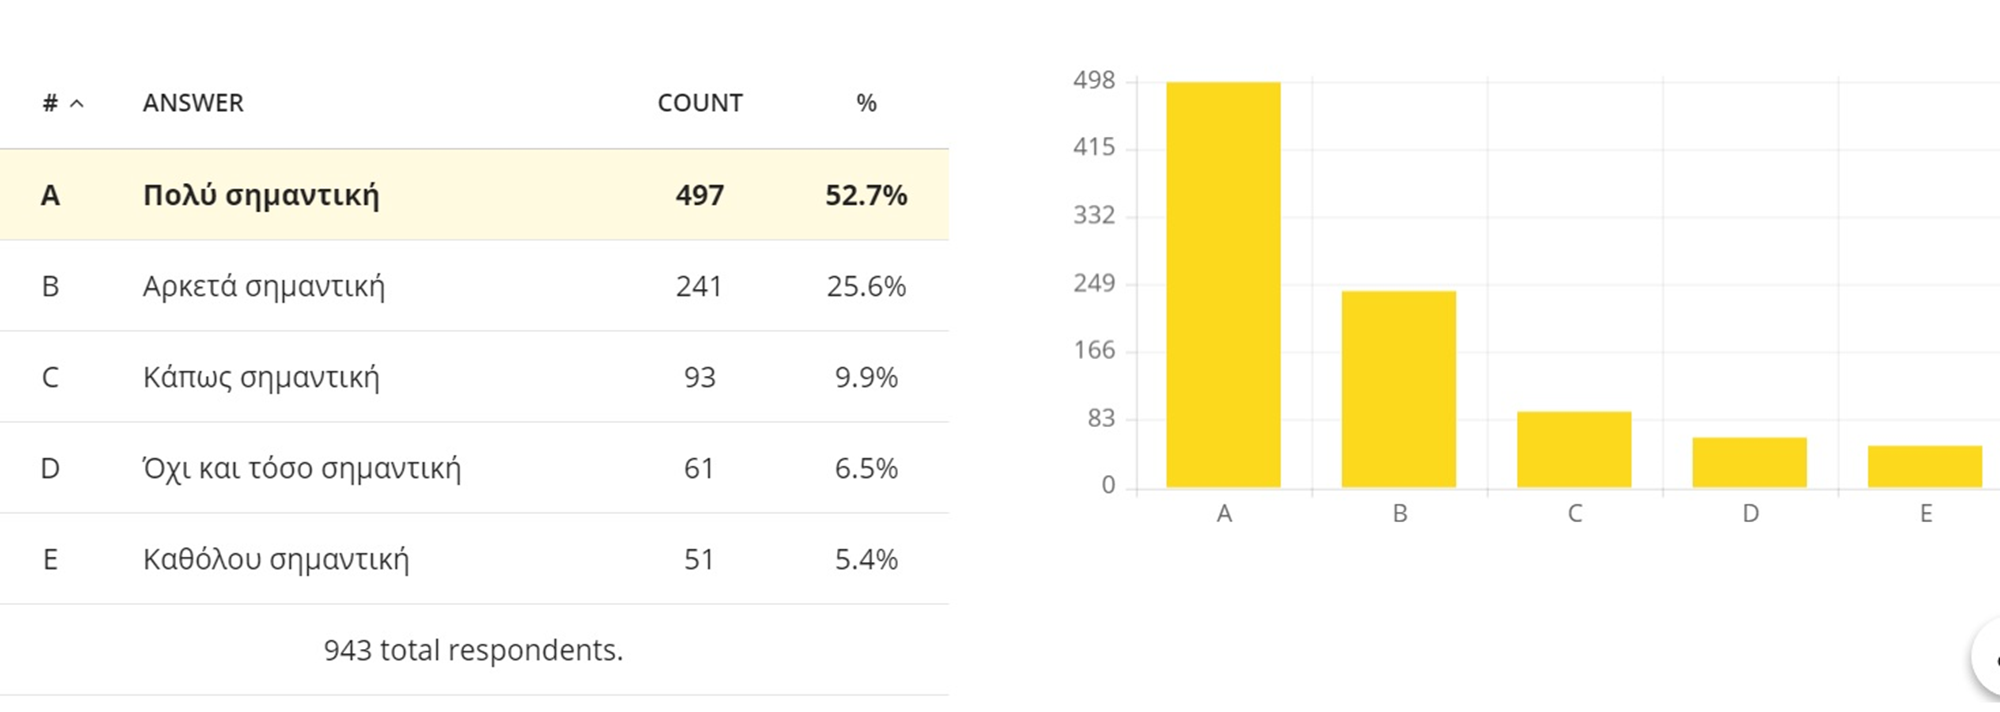 # ANSWER COUNT %
A Πολύ σημαντική 497 52.7%
B Αρκετά σημαντική 241 25.6%
C Κάπως σημαντική 93 9.9%
D Όχι και τόσο σημαντική 61 6.5%
E Καθόλου σημαντική 51 5.4%
943 total respondents.
498
415
332
249
166
83
0
A B C D E